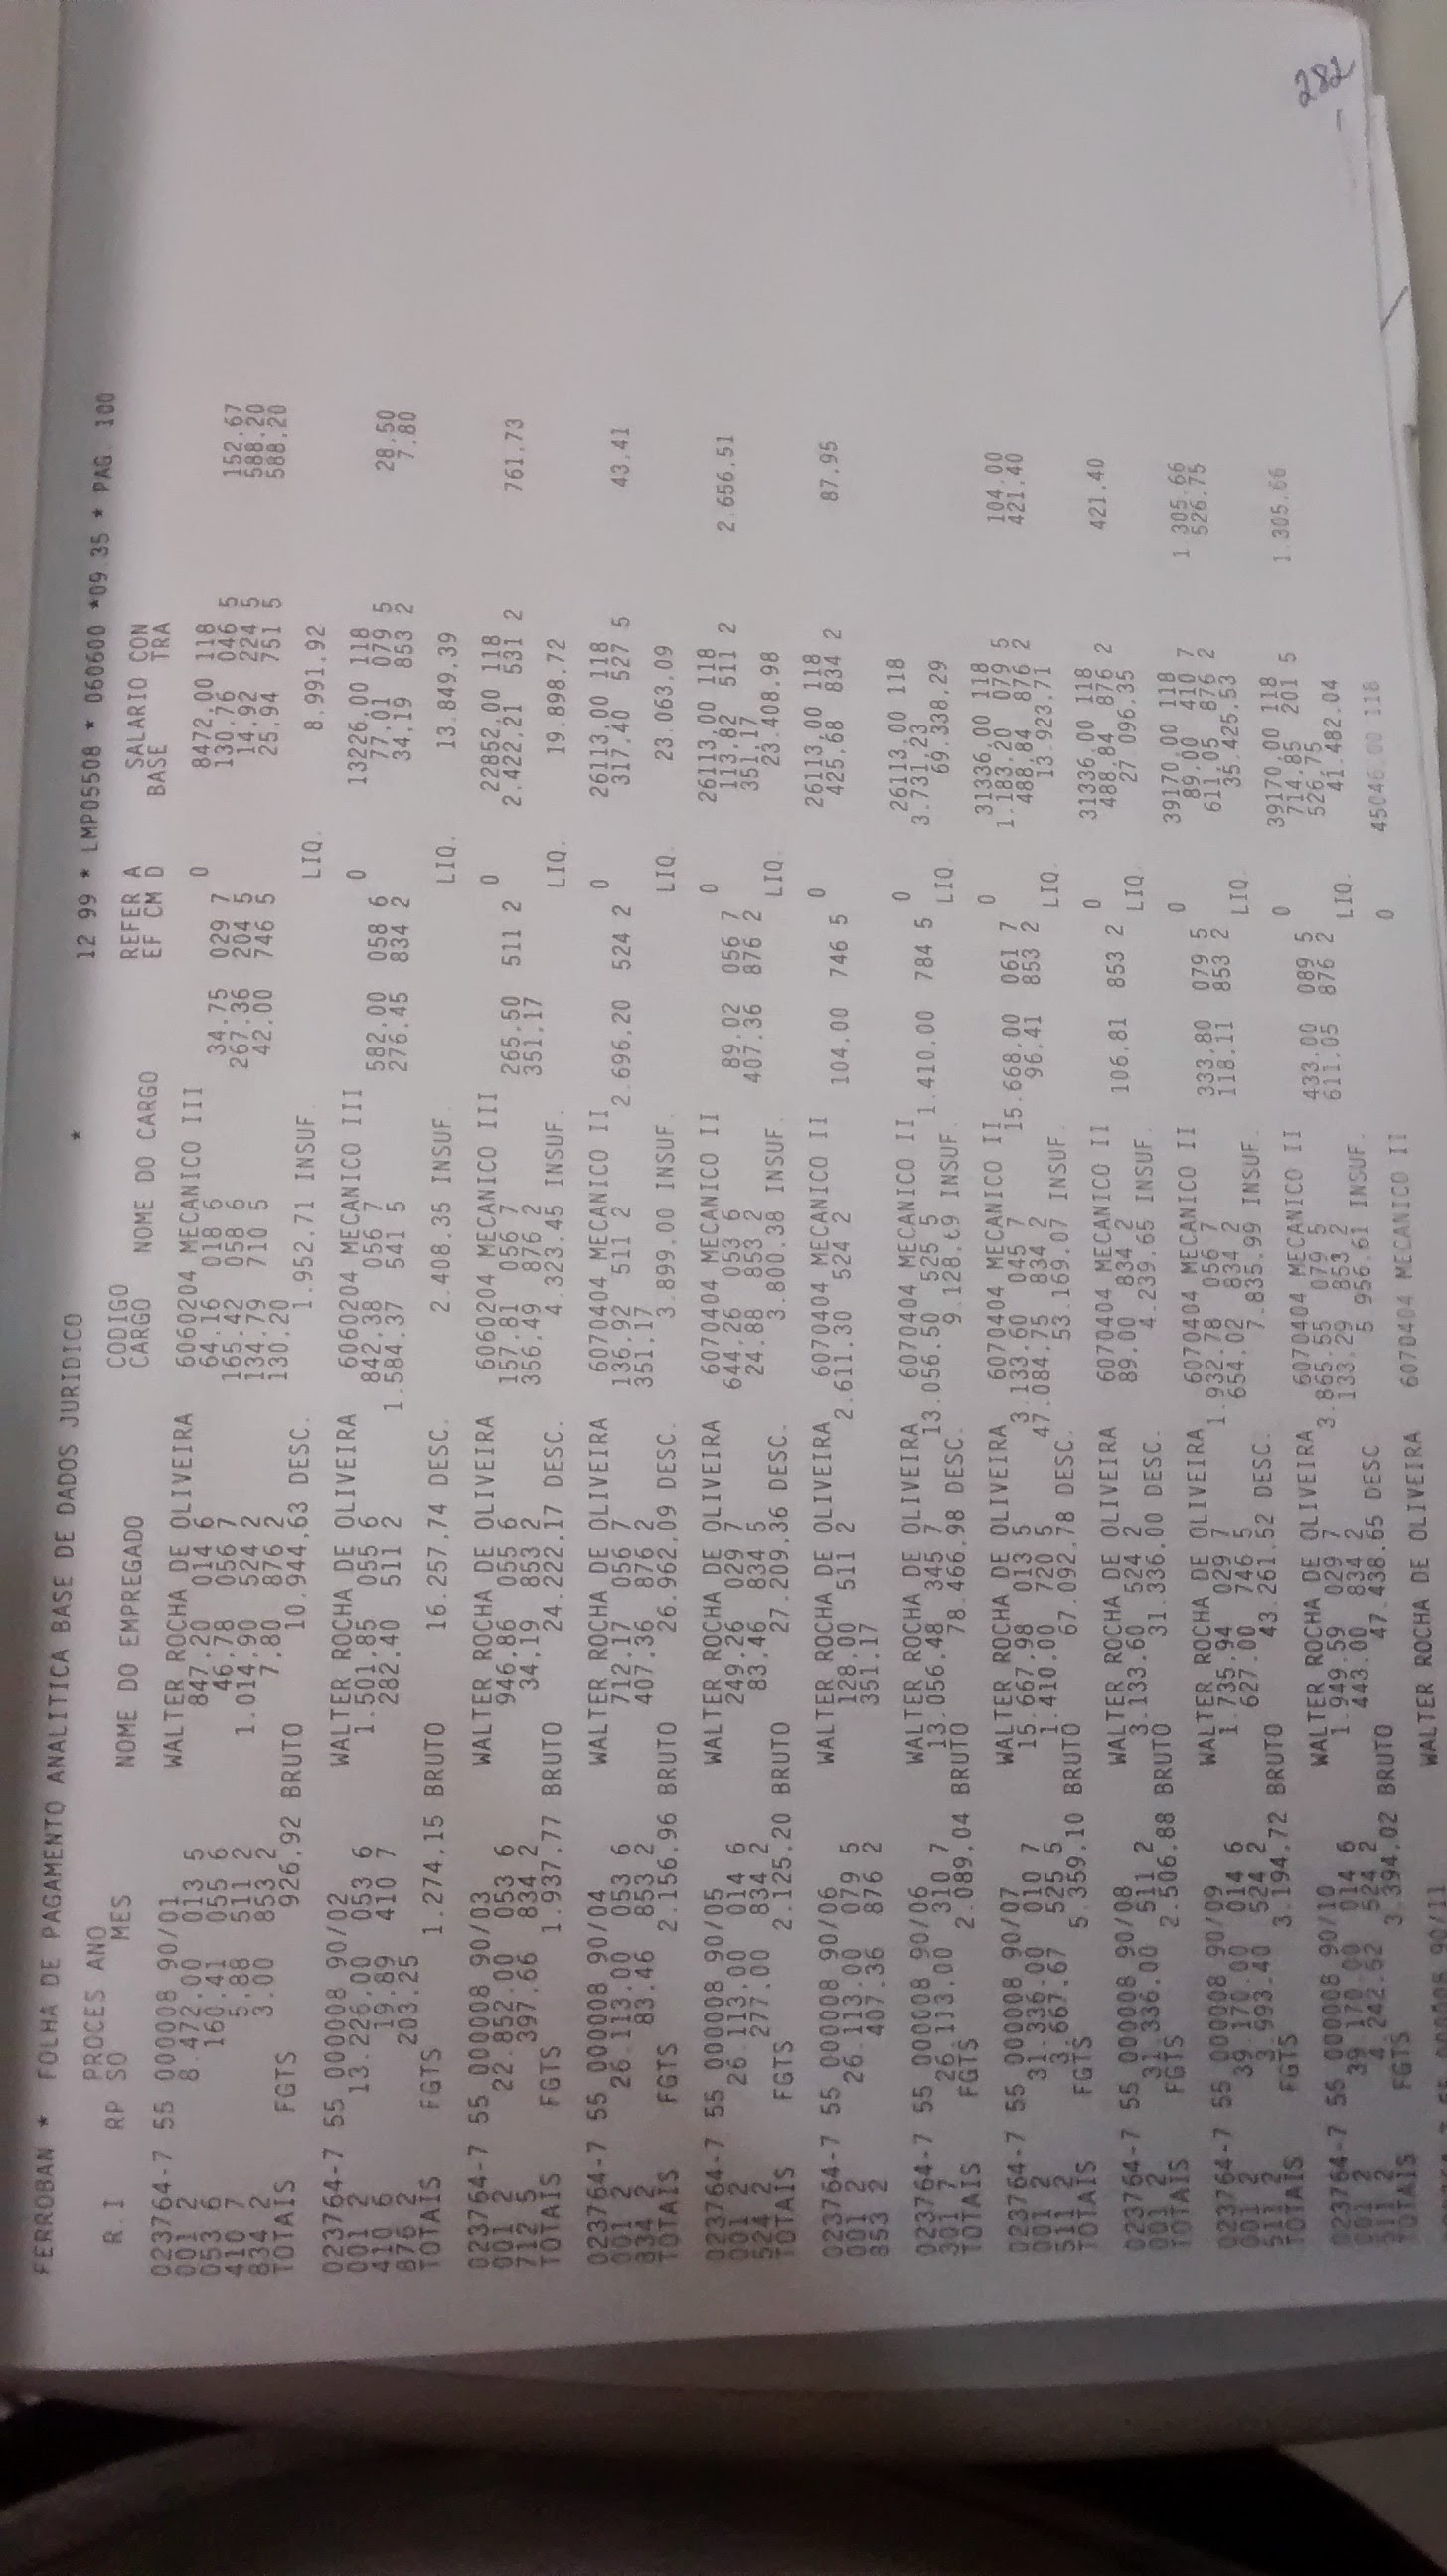 282
FERROBAN * FOLHA DE PAGAMENTO ANALITICA BASE DE DADOS JURIDICO * 12 99 * LMP05508 * 060600 *09.35 * PAG. 100
R.I RP PROCES ANO NOME DO EMPREGADO CODIGO NOME DO CARGO REFER A SALARIO CON
SO MES CARGO EF CM D BASE TRA
023764-7 55 000008 90/01 WALTER ROCHA DE OLIVEIRA 6060204 MECANICO III 0 8472,00 118
001 2 8.472,00 013 5 847.20 014 6 64.16 018 6 34.75 029 7 130.76 046 5 152.67
053 6 160.41 055 6 46.78 056 7 165.42 058 6 267.36 204 5 14.92 224 5 588.20
410 7 5.88 511 2 1.014.90 524 2 134.79 710 5 42.00 746 5 25.94 751 5 588.20
834 2 3.00 853 2 7.80 876 2 130.20
TOTAIS FGTS 926,92 BRUTO 10.944,63 DESC. 1.952.71 INSUF. LIQ. 8.991.92
023764-7 55 000008 90/02 WALTER ROCHA DE OLIVEIRA 6060204 MECANICO III 0 13226,00 118
001 2 13.226,00 053 6 1.501,85 055 6 842.38 056 7 582.00 058 6 77.01 079 5 28.50
410 6 19.89 410 7 282.40 511 2 1.584.37 541 5 276.45 834 2 34.19 853 2 7.80
876 2 203.25
TOTAIS FGTS 1.274,15 BRUTO 16.257,74 DESC. 2.408.35 INSUF. LIQ. 13.849.39
023764-7 55 000008 90/03 WALTER ROCHA DE OLIVEIRA 6060204 MECANICO III 0 22852,00 118
001 2 22.852,00 053 6 946.86 055 6 157.81 056 7 265.50 511 2 2.422,21 531 2 761.73
712 5 397.66 834 2 34,19 853 2 356.49 876 2 351.17
TOTAIS FGTS 1.937,77 BRUTO 24.222,17 DESC. 4.323.45 INSUF. LIQ. 19.898.72
023764-7 55 000008 90/04 WALTER ROCHA DE OLIVEIRA 6070404 MECANICO II 0 26113,00 118
001 2 26.113,00 053 6 712.17 056 7 136.92 511 2 2.696.20 524 2 317.40 527 5 43.41
834 2 83.46 853 2 407.36 876 2 351.17
TOTAIS FGTS 2.156,96 BRUTO 26.962,09 DESC. 3.899.00 INSUF. LIQ. 23.063.09
023764-7 55 000008 90/05 WALTER ROCHA DE OLIVEIRA 6070404 MECANICO II 0 26113,00 118
001 2 26.113,00 014 6 249.26 029 7 644.26 053 6 89.02 056 7 113.82 511 2 2.656.51
524 2 277.00 834 2 83.46 834 5 24.88 853 2 407.36 876 2 351.17
TOTAIS FGTS 2.125,20 BRUTO 27.209,36 DESC. 3.800.38 INSUF. LIQ. 23.408.98
023764-7 55 000008 90/06 WALTER ROCHA DE OLIVEIRA 6070404 MECANICO II 0 26113,00 118
001 2 26.113,00 079 5 128.00 511 2 2.611.30 524 2 104.00 746 5 425.68 834 2 87.95
853 2 407.36 876 2 351.17
023764-7 55 000008 90/06 WALTER ROCHA DE OLIVEIRA 6070404 MECANICO II 0 26113,00 118
301 7 26.113,00 310 7 13.056,48 345 7 13.056,50 525 5 1.410.00 784 5 3.731,23
TOTAIS FGTS 2.089,04 BRUTO 78.466,98 DESC. 9.128.69 INSUF. LIQ. 69.338.29
023764-7 55 000008 90/07 WALTER ROCHA DE OLIVEIRA 6070404 MECANICO II 0 31336,00 118
001 2 31.336,00 010 7 15.667,98 013 5 3.133.60 045 7 15.668.00 061 7 1.183.20 079 5 104.00
511 2 3.667.67 525 5 1.410.00 720 5 47.084.75 834 2 96.41 853 2 488.84 876 2 421.40
TOTAIS FGTS 5.359,10 BRUTO 67.092,78 DESC. 53.169.07 INSUF. LIQ. 13.923.71
023764-7 55 000008 90/08 WALTER ROCHA DE OLIVEIRA 6070404 MECANICO II 0 31336,00 118
001 2 31.336,00 511 2 3.133.60 524 2 89.00 834 2 106.81 853 2 488.84 876 2 421.40
TOTAIS FGTS 2.506.88 BRUTO 31.336,00 DESC. 4.239.65 INSUF. LIQ. 27.096.35
023764-7 55 000008 90/09 WALTER ROCHA DE OLIVEIRA 6070404 MECANICO II 0 39170,00 118
001 2 39.170,00 014 6 1.735,94 029 7 1.932.78 056 7 333.80 079 5 89.00 410 7 1.305.66
511 2 3.993.40 524 2 627.00 746 5 654.02 834 2 118.11 853 2 611.05 876 2 526.75
TOTAIS FGTS 3.194.72 BRUTO 43.261.52 DESC. 7.835.99 INSUF. LIQ. 35.425.53
023764-7 55 000008 90/10 WALTER ROCHA DE OLIVEIRA 6070404 MECANICO II 0 39170,00 118
001 2 39.170,00 014 6 1.949.59 029 7 3.865.55 079 5 433.00 089 5 714.85 201 5 1.305.66
511 2 4.242.52 524 2 443.00 834 2 133.29 853 2 611.05 876 2 526.75
TOTAIS FGTS 3.394.02 BRUTO 47.438.65 DESC. 5.956.61 INSUF. LIQ. 41.482.04
90/11 WALTER ROCHA DE OLIVEIRA 6070404 MECANICO II 0 45046,00 118